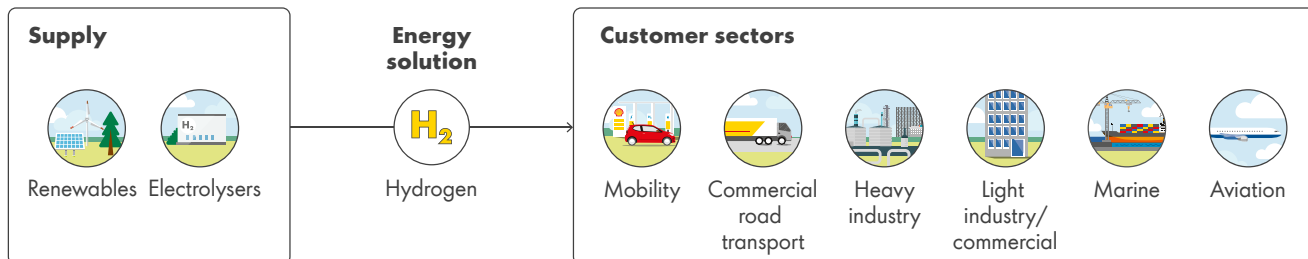 Supply
Renewables
H₂
Electrolysers
Energy
solution
H₂
Hydrogen
Customer sectors
Mobility
Commercial
road
transport
Heavy
industry
Light
industry/
commercial
Marine
Aviation